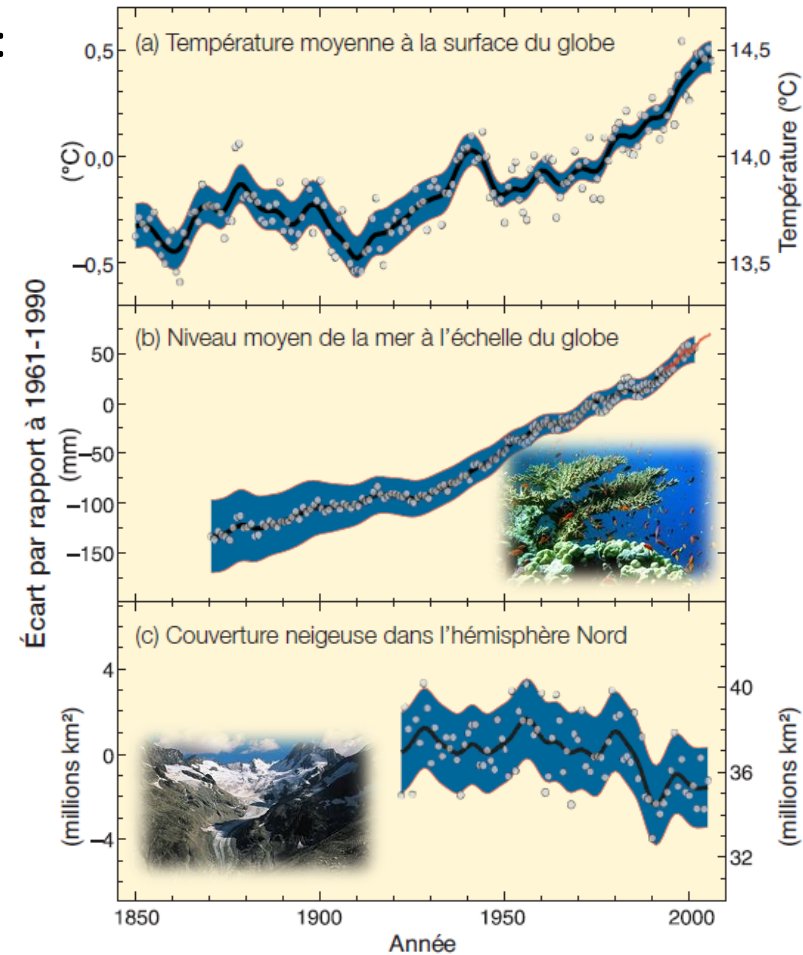 :
(a) Température moyenne à la surface du globe
0,5
0,0
–0,5
(°C)
14,5
14,0
13,5
Température (°C)
Écart par rapport à 1961-1990
(b) Niveau moyen de la mer à l'échelle du globe
50
0
–50
–100
–150
(mm)
(c) Couverture neigeuse dans l'hémisphère Nord
4
0
–4
(millions km²)
40
36
32
(millions km²)
1850
1900
1950
2000
Année